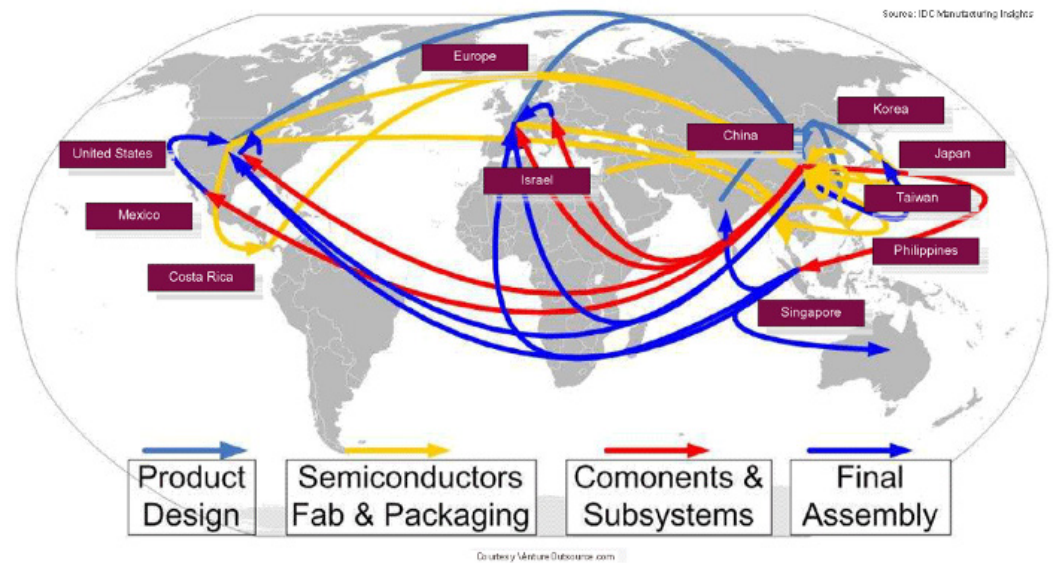 Source: IDC Manufacturing Insights
Europe
Korea
China
United States
Japan
Israel
Taiwan
Mexico
Philippines
Costa Rica
Singapore
Product
Design
Semiconductors
Fab & Packaging
Comonents &
Subsystems
Final
Assembly
Courtesy VentureOutsource.com